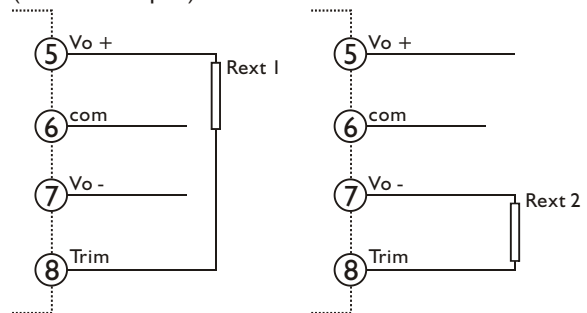 5 Vo + Rext 1
6 com
7 Vo -
8 Trim
5 Vo +
6 com
7 Vo - Rext 2
8 Trim